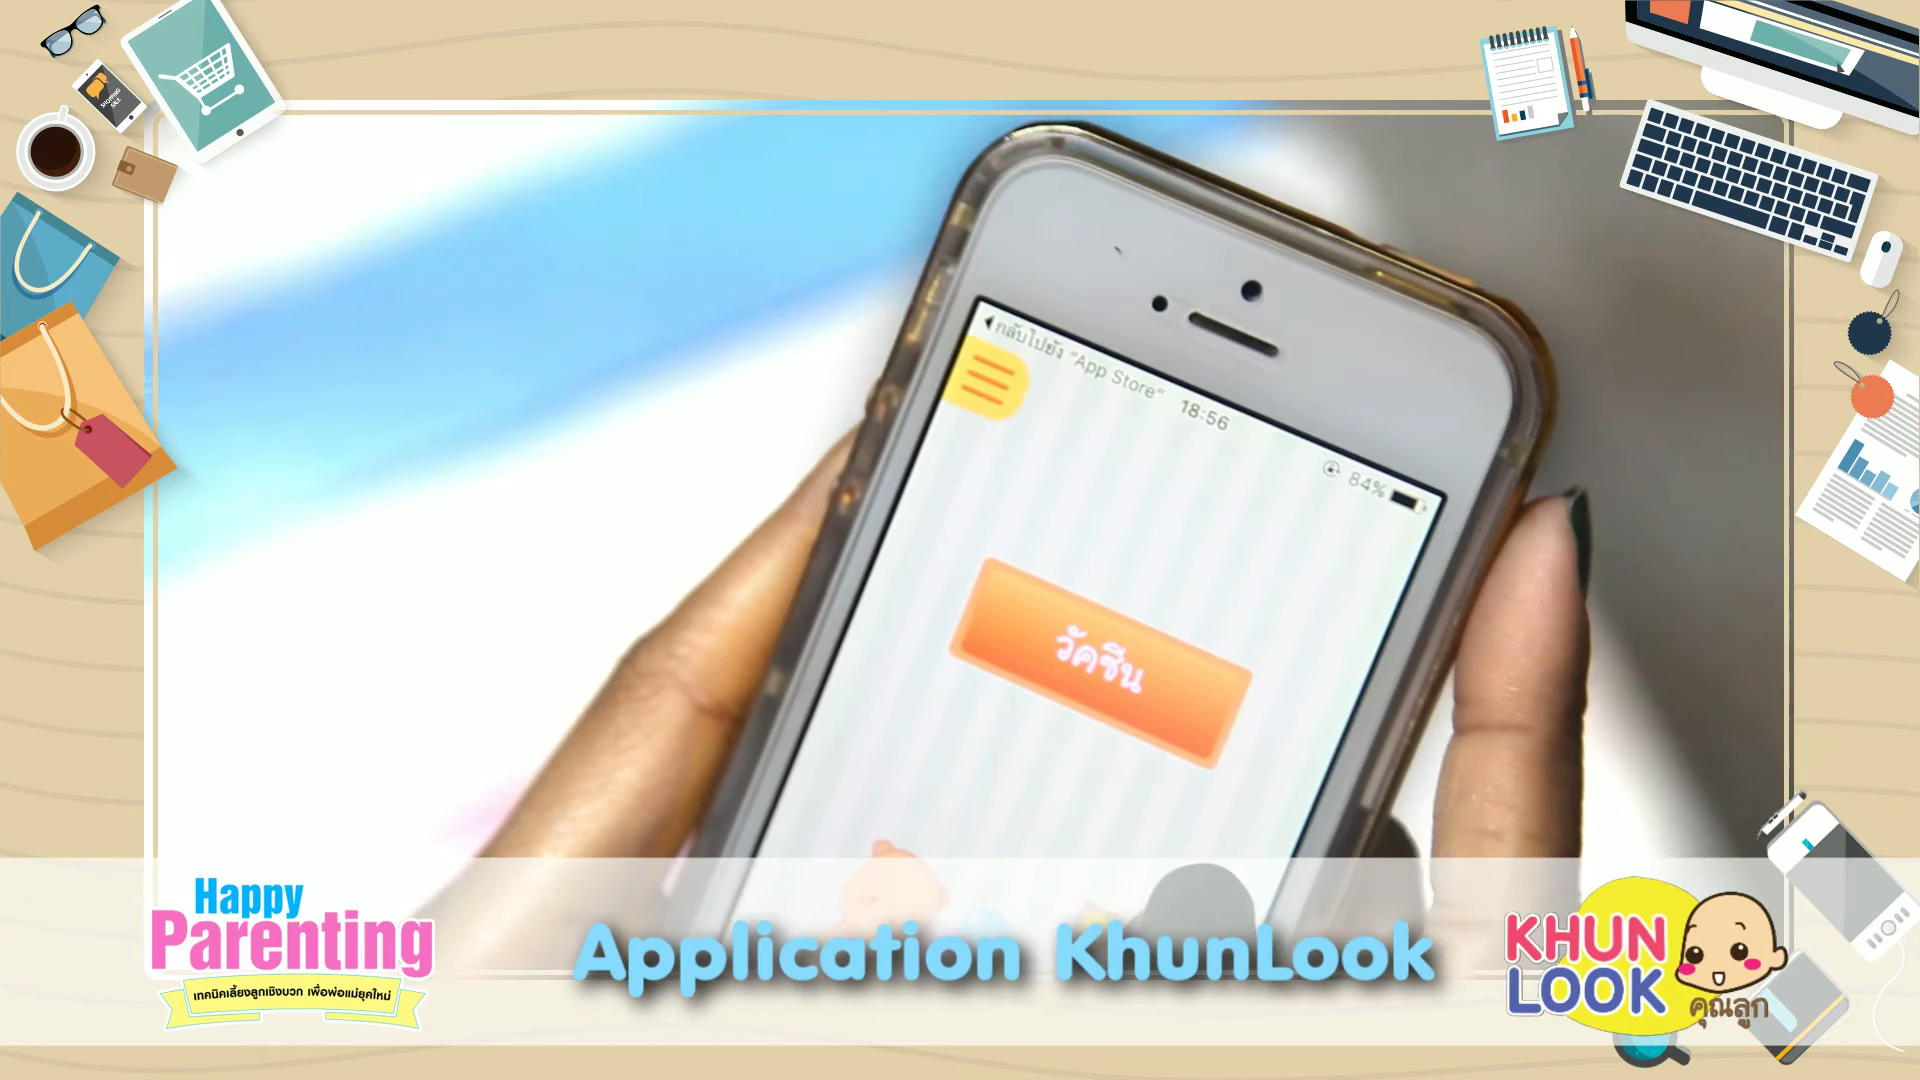 SHOPPING
SALE
กลับไปยัง "App Store" 18:56
84%
วัคซีน
Happy
Parenting
เทคนิคเลี้ยงลูกเชิงบวก เพื่อพ่อแม่ยุคใหม่
Application KhunLook
KHUN
LOOK
คุณลูก